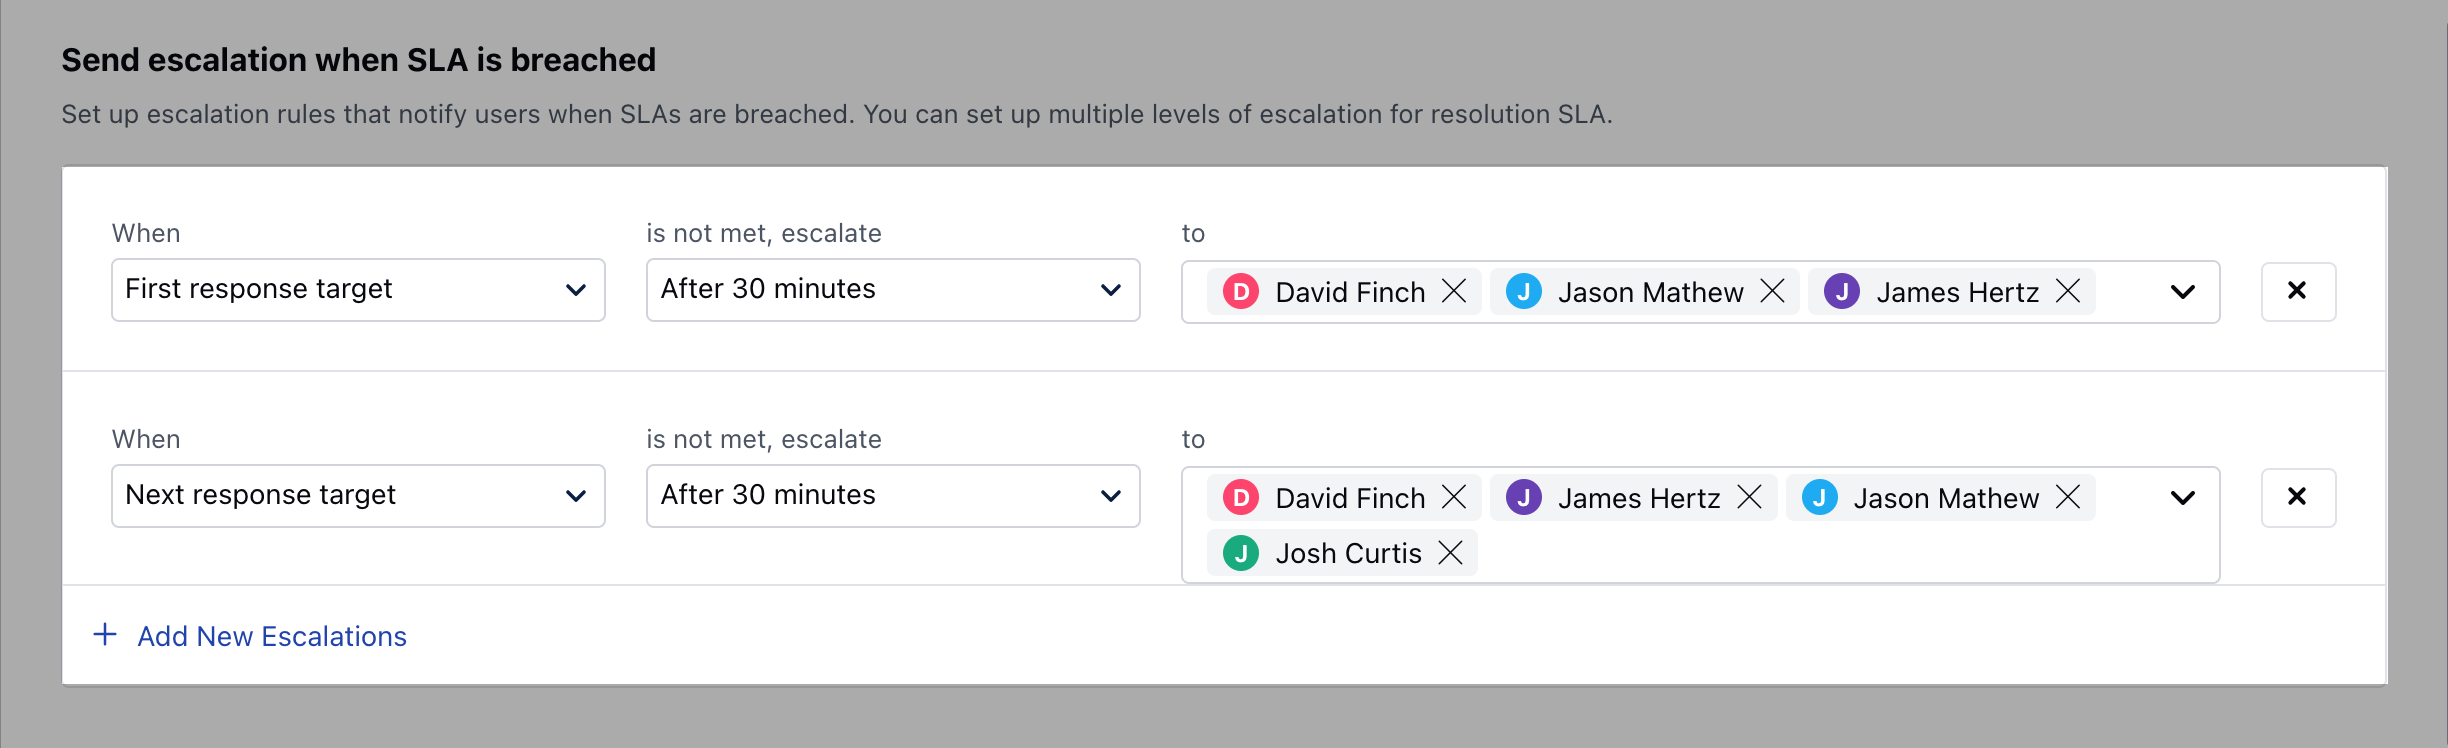 Send escalation when SLA is breached
Set up escalation rules that notify users when SLAs are breached. You can set up multiple levels of escalation for resolution SLA.
When is not met, escalate to
First response target After 30 minutes D David Finch J Jason Mathew J James Hertz
When is not met, escalate to
Next response target After 30 minutes D David Finch J James Hertz J Jason Mathew
J Josh Curtis
Add New Escalations